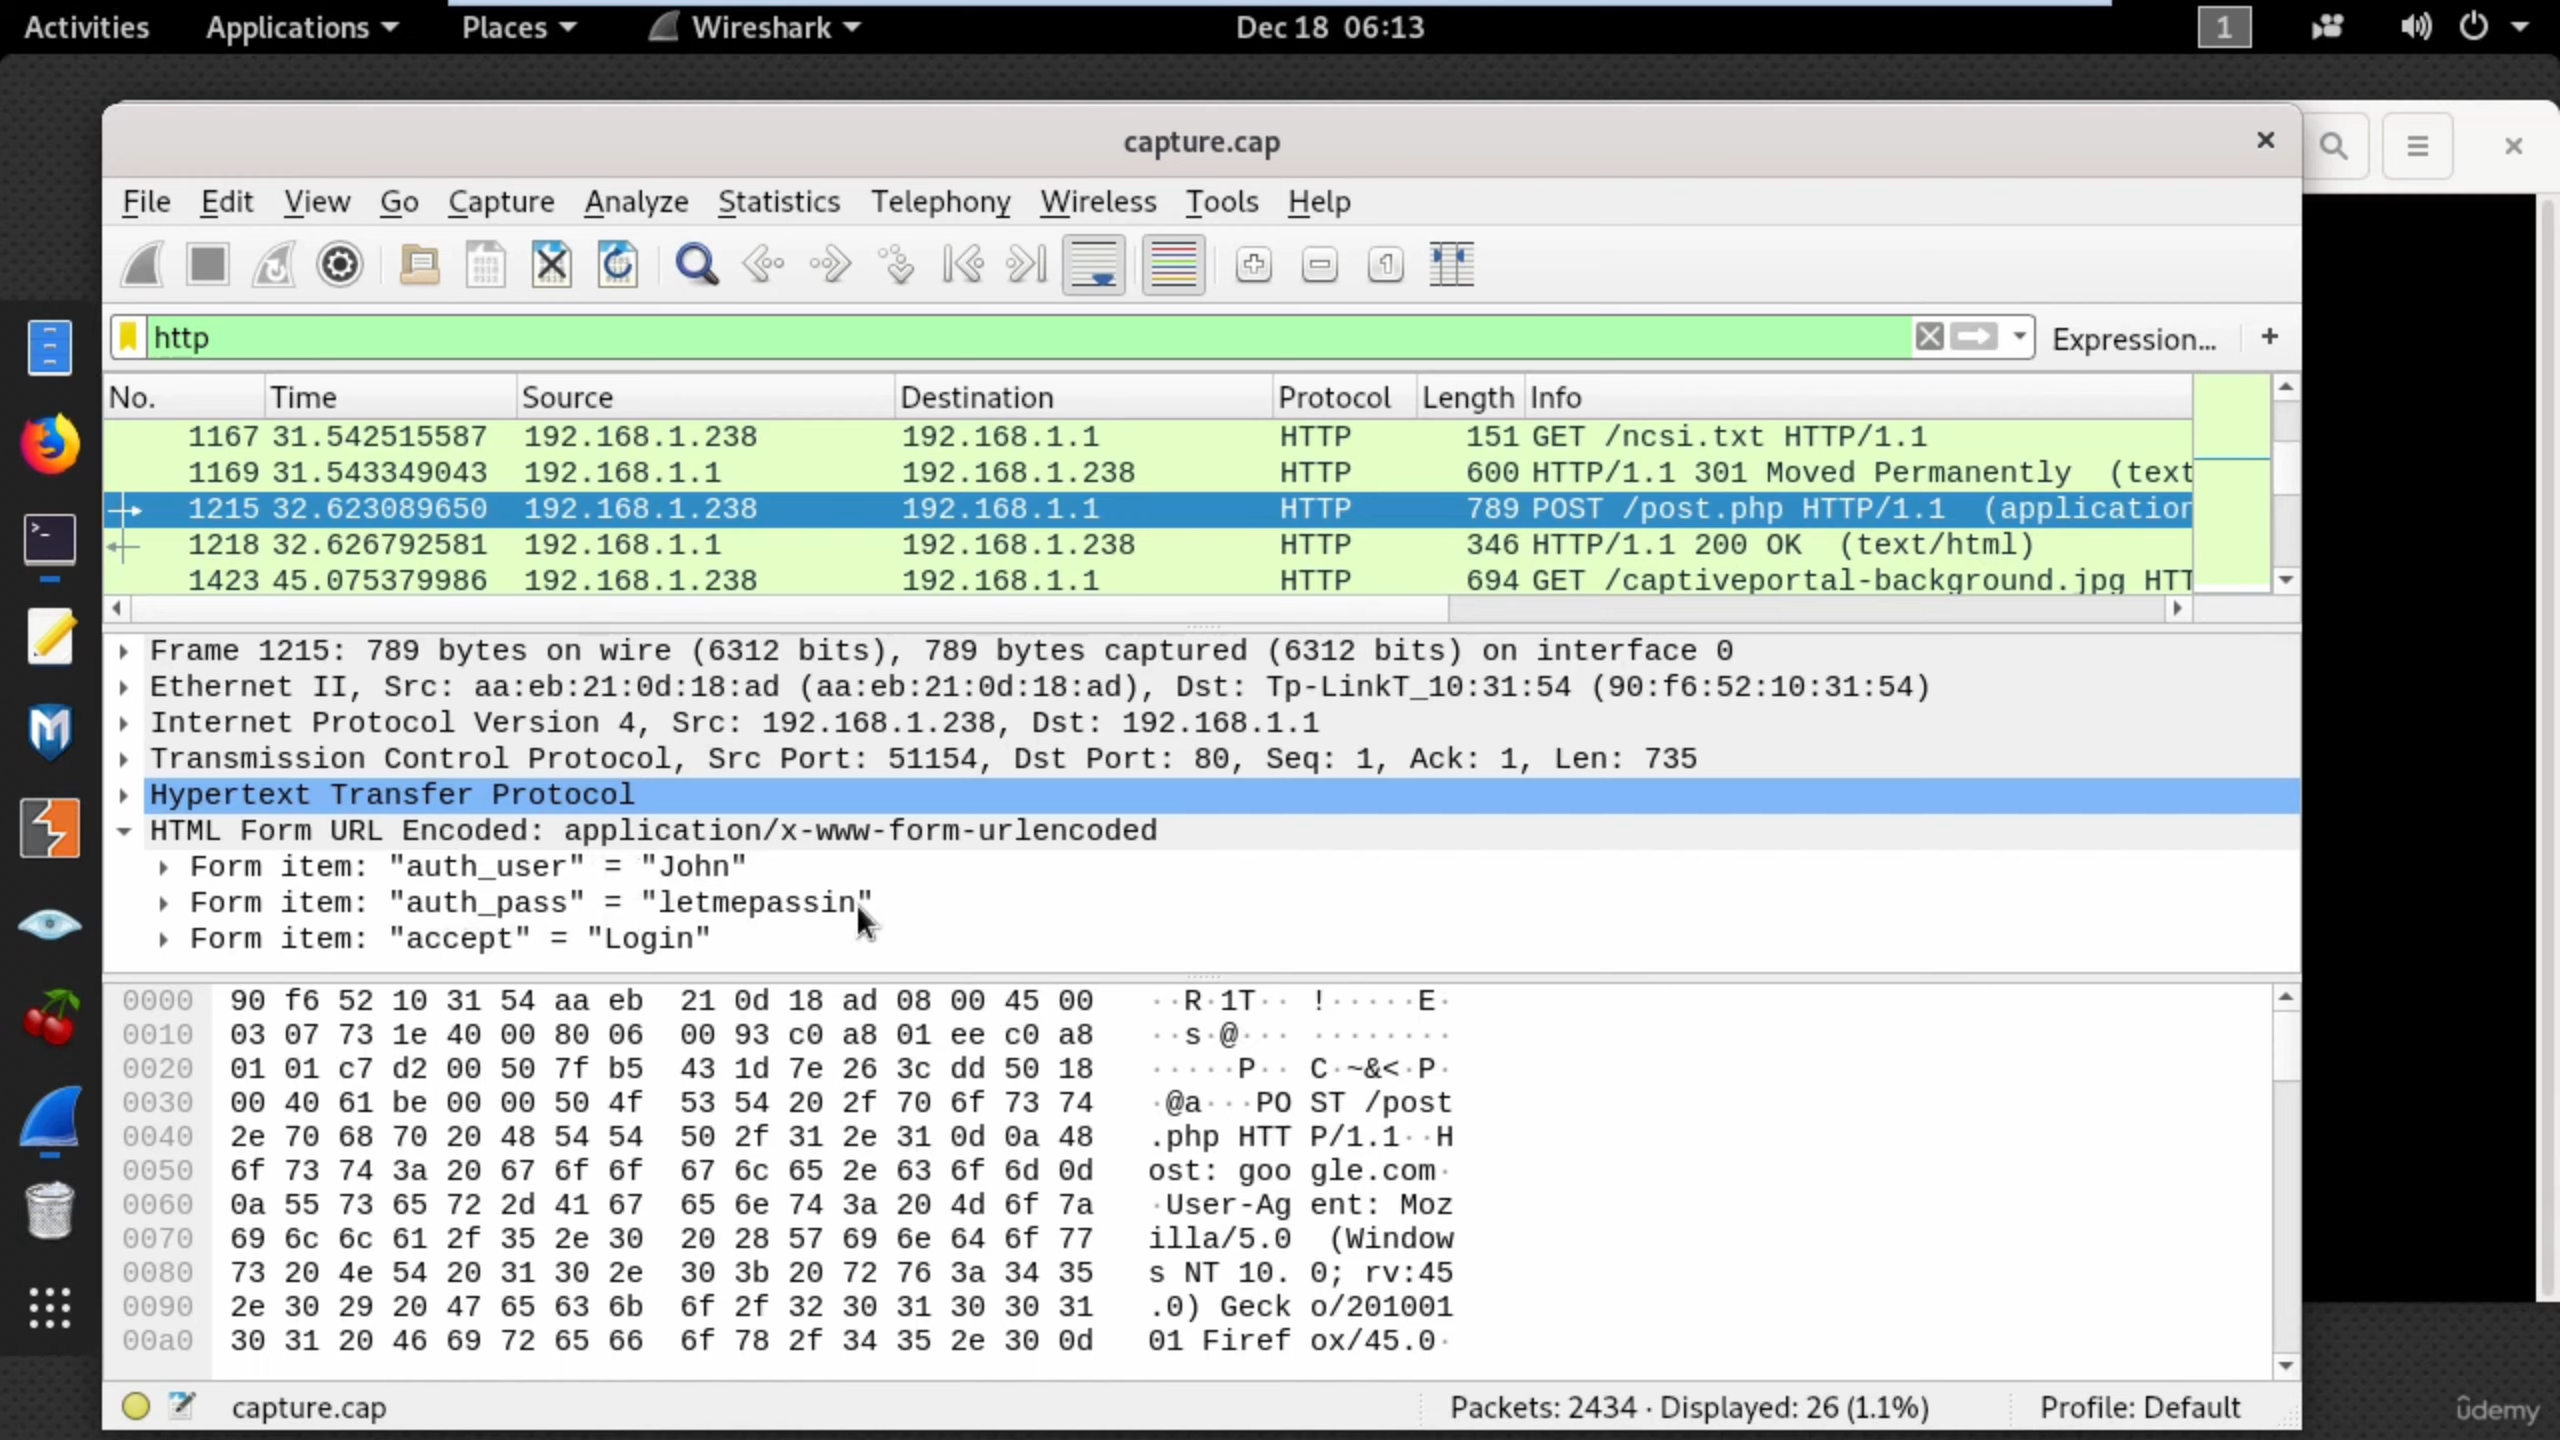 Activities Applications Places Wireshark Dec 18 06:13 1
capture.cap
File Edit View Go Capture Analyze Statistics Telephony Wireless Tools Help
http Expression... +
No. Time Source Destination Protocol Length Info
1167 31.542515587 192.168.1.238 192.168.1.1 HTTP 151 GET /ncsi.txt HTTP/1.1
1169 31.543349043 192.168.1.1 192.168.1.238 HTTP 600 HTTP/1.1 301 Moved Permanently (text
1215 32.623089650 192.168.1.238 192.168.1.1 HTTP 789 POST /post.php HTTP/1.1 (application
1218 32.626792581 192.168.1.1 192.168.1.238 HTTP 346 HTTP/1.1 200 OK (text/html)
1423 45.075379986 192.168.1.238 192.168.1.1 HTTP 694 GET /captiveportal-background.jpg HTT
Frame 1215: 789 bytes on wire (6312 bits), 789 bytes captured (6312 bits) on interface 0
Ethernet II, Src: aa:eb:21:0d:18:ad (aa:eb:21:0d:18:ad), Dst: Tp-LinkT_10:31:54 (90:f6:52:10:31:54)
Internet Protocol Version 4, Src: 192.168.1.238, Dst: 192.168.1.1
Transmission Control Protocol, Src Port: 51154, Dst Port: 80, Seq: 1, Ack: 1, Len: 735
Hypertext Transfer Protocol
HTML Form URL Encoded: application/x-www-form-urlencoded
Form item: "auth_user" = "John"
Form item: "auth_pass" = "letmepassin"
Form item: "accept" = "Login"
0000 90 f6 52 10 31 54 aa eb 21 0d 18 ad 08 00 45 00 ··R·1T·· !·····E·
0010 03 07 73 1e 40 00 80 06 00 93 c0 a8 01 ee c0 a8 ··s·@··· ········
0020 01 01 c7 d2 00 50 7f b5 43 1d 7e 26 3c dd 50 18 ·····P·· C·~&<·P·
0030 00 40 61 be 00 00 50 4f 53 54 20 2f 70 6f 73 74 ·@a···PO ST /post
0040 2e 70 68 70 20 48 54 54 50 2f 31 2e 31 0d 0a 48 .php HTT P/1.1··H
0050 6f 73 74 3a 20 67 6f 6f 67 6c 65 2e 63 6f 6d 0d ost: goo gle.com·
0060 0a 55 73 65 72 2d 41 67 65 6e 74 3a 20 4d 6f 7a ·User-Ag ent: Moz
0070 69 6c 6c 61 2f 35 2e 30 20 28 57 69 6e 64 6f 77 illa/5.0 (Window
0080 73 20 4e 54 20 31 30 2e 30 3b 20 72 76 3a 34 35 s NT 10. 0; rv:45
0090 2e 30 29 20 47 65 63 6b 6f 2f 32 30 31 30 30 31 .0) Geck o/201001
00a0 30 31 20 46 69 72 65 66 6f 78 2f 34 35 2e 30 0d 01 Firef ox/45.0·
capture.cap Packets: 2434 · Displayed: 26 (1.1%) Profile: Default
ûdemy